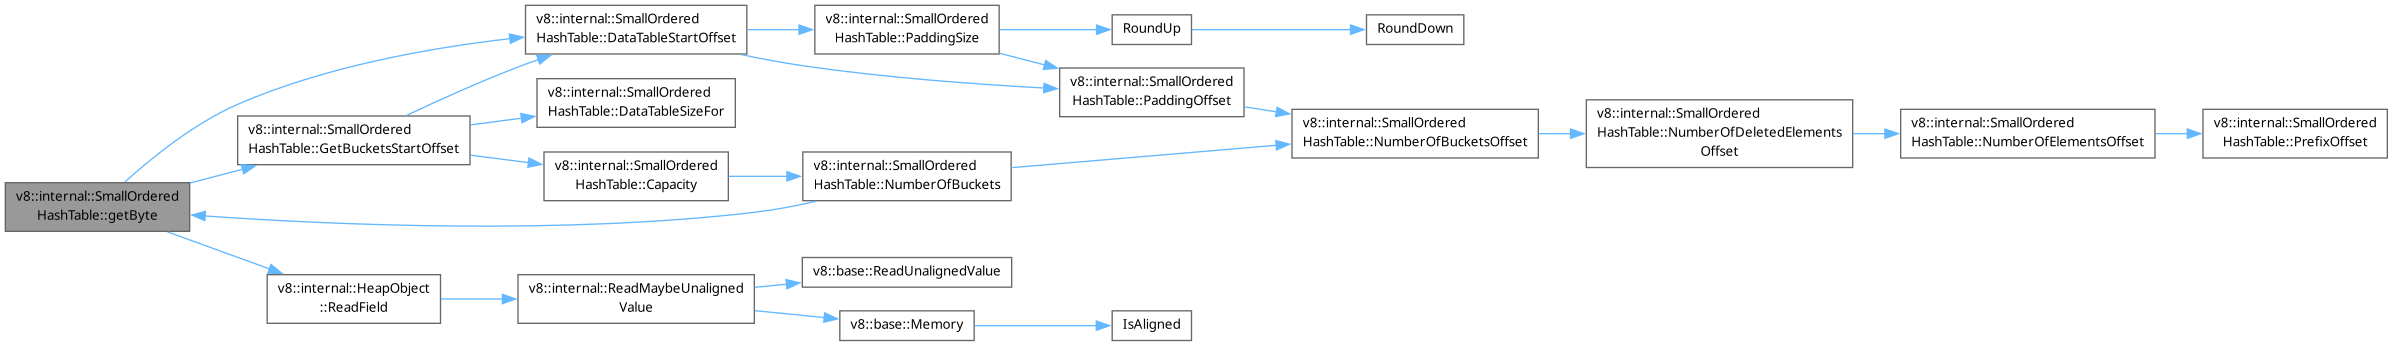 v8::internal::SmallOrdered
HashTable::getByte
v8::internal::SmallOrdered
HashTable::GetBucketsStartOffset
v8::internal::SmallOrdered
HashTable::DataTableStartOffset
v8::internal::SmallOrdered
HashTable::DataTableSizeFor
v8::internal::SmallOrdered
HashTable::Capacity
v8::internal::HeapObject
::ReadField
v8::internal::ReadMaybeUnaligned
Value
v8::internal::SmallOrdered
HashTable::PaddingSize
v8::internal::SmallOrdered
HashTable::NumberOfBuckets
v8::base::ReadUnalignedValue
v8::base::Memory
RoundUp
v8::internal::SmallOrdered
HashTable::PaddingOffset
IsAligned
RoundDown
v8::internal::SmallOrdered
HashTable::NumberOfBucketsOffset
v8::internal::SmallOrdered
HashTable::NumberOfDeletedElements
Offset
v8::internal::SmallOrdered
HashTable::NumberOfElementsOffset
v8::internal::SmallOrdered
HashTable::PrefixOffset